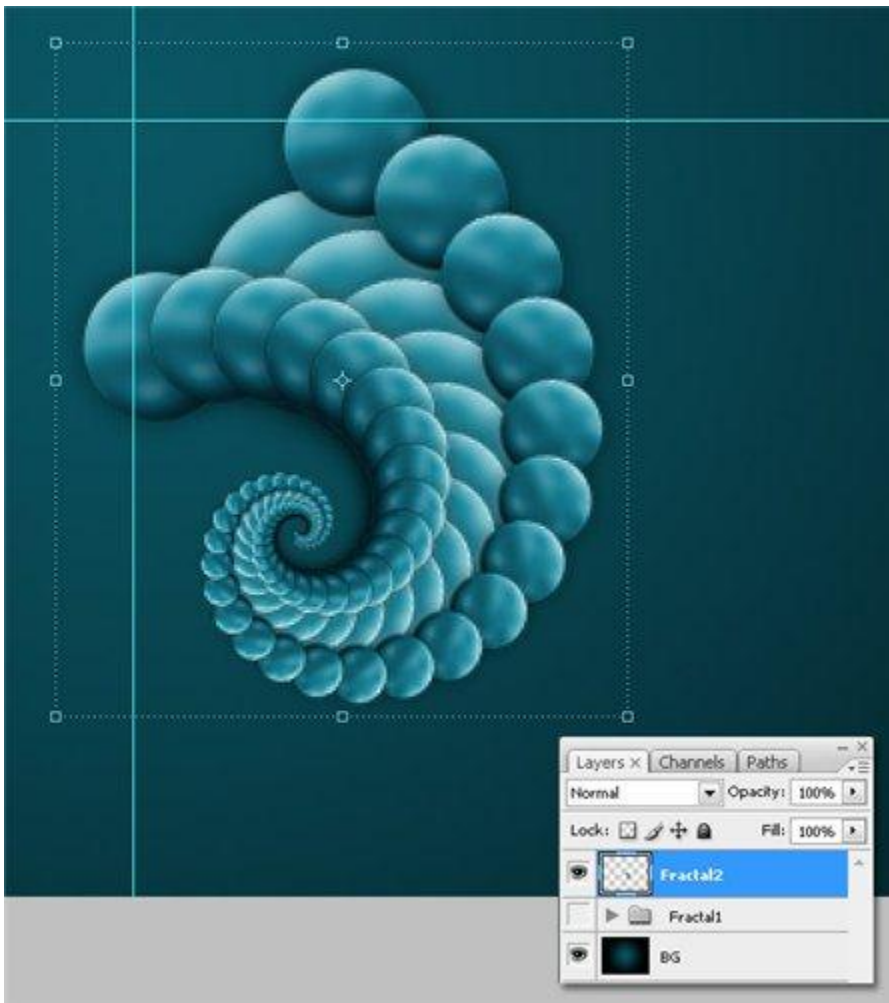 Layers × Channels Paths
Normal Opacity: 100%
Lock: Fill: 100%
Fractal2
Fractal1
BG